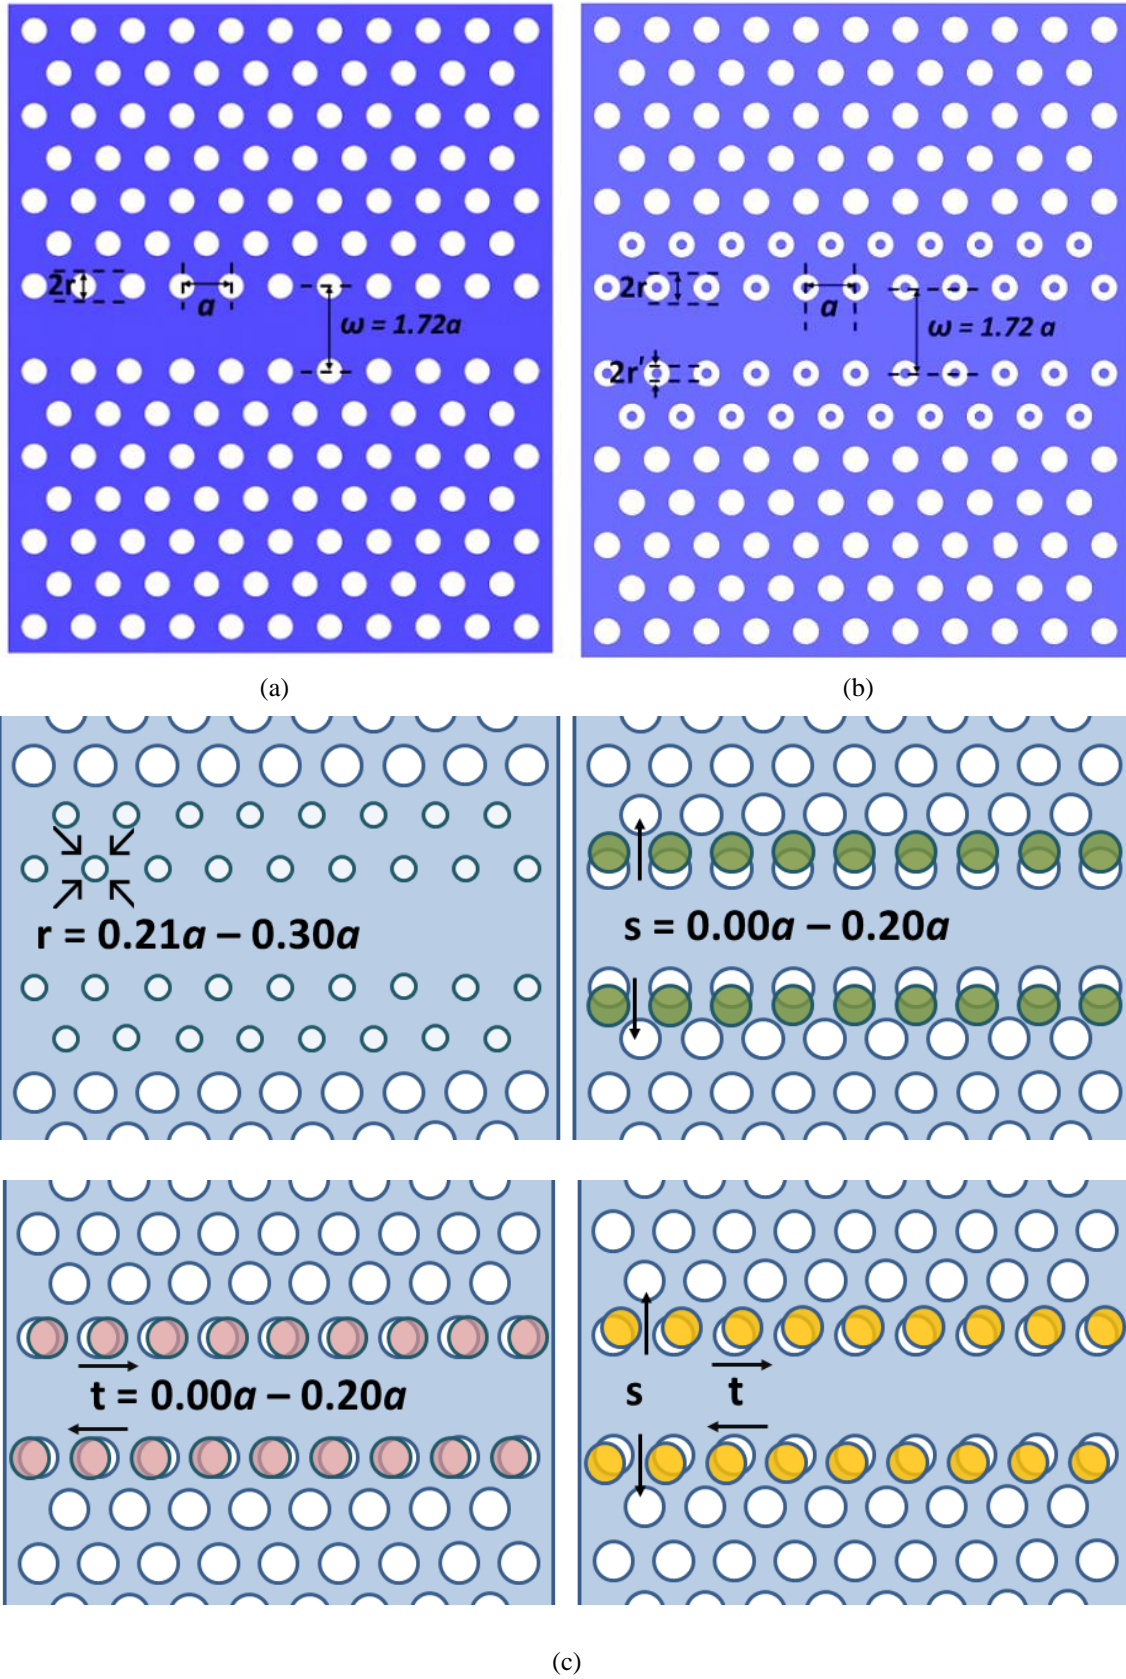 2r
a
ω = 1.72a
2r
a
ω = 1.72 a
2r′
(a)
(b)
r = 0.21a – 0.30a
s = 0.00a – 0.20a
t = 0.00a – 0.20a
s
t
(c)